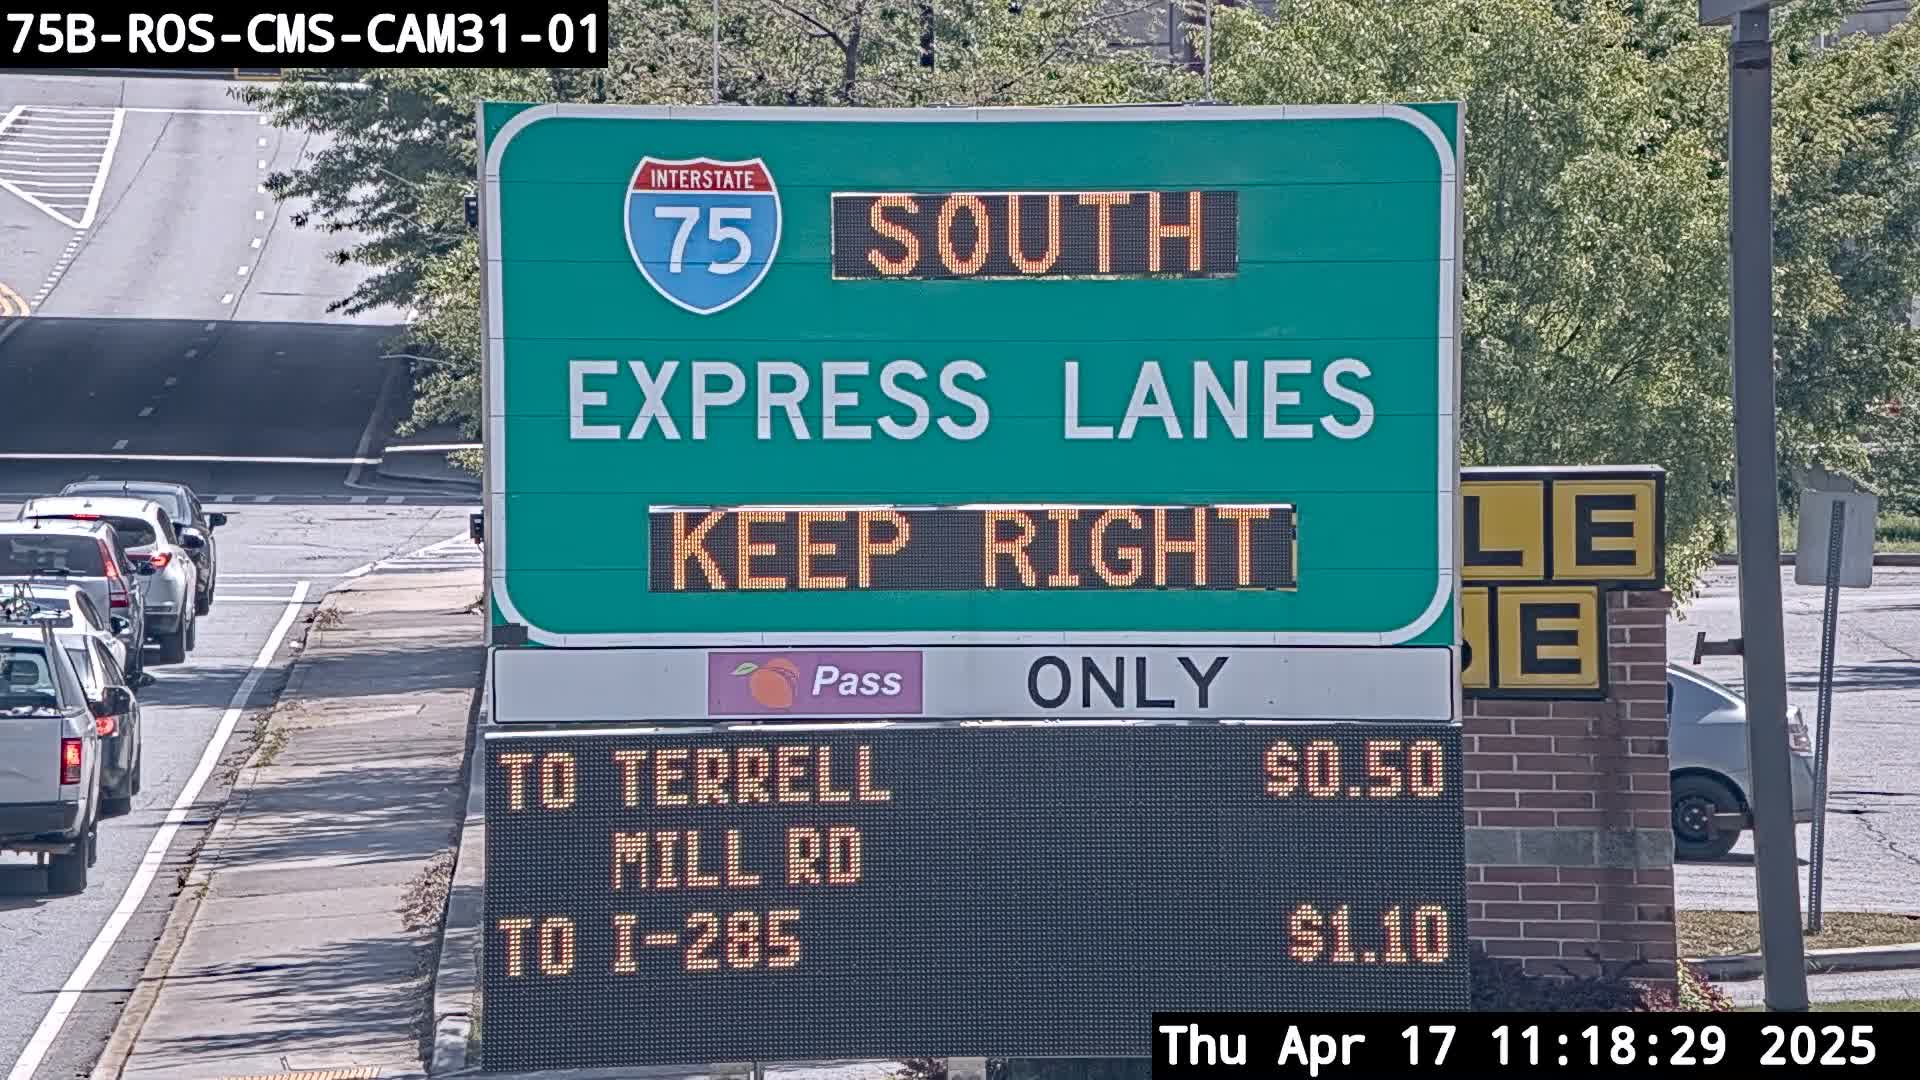 75B-ROS-CMS-CAM31-01
INTERSTATE
75
SOUTH
EXPRESS LANES
KEEP RIGHT
Pass ONLY
TO TERRELL $0.50
MILL RD
TO I-285 $1.10
LE
E
Thu Apr 17 11:18:29 2025